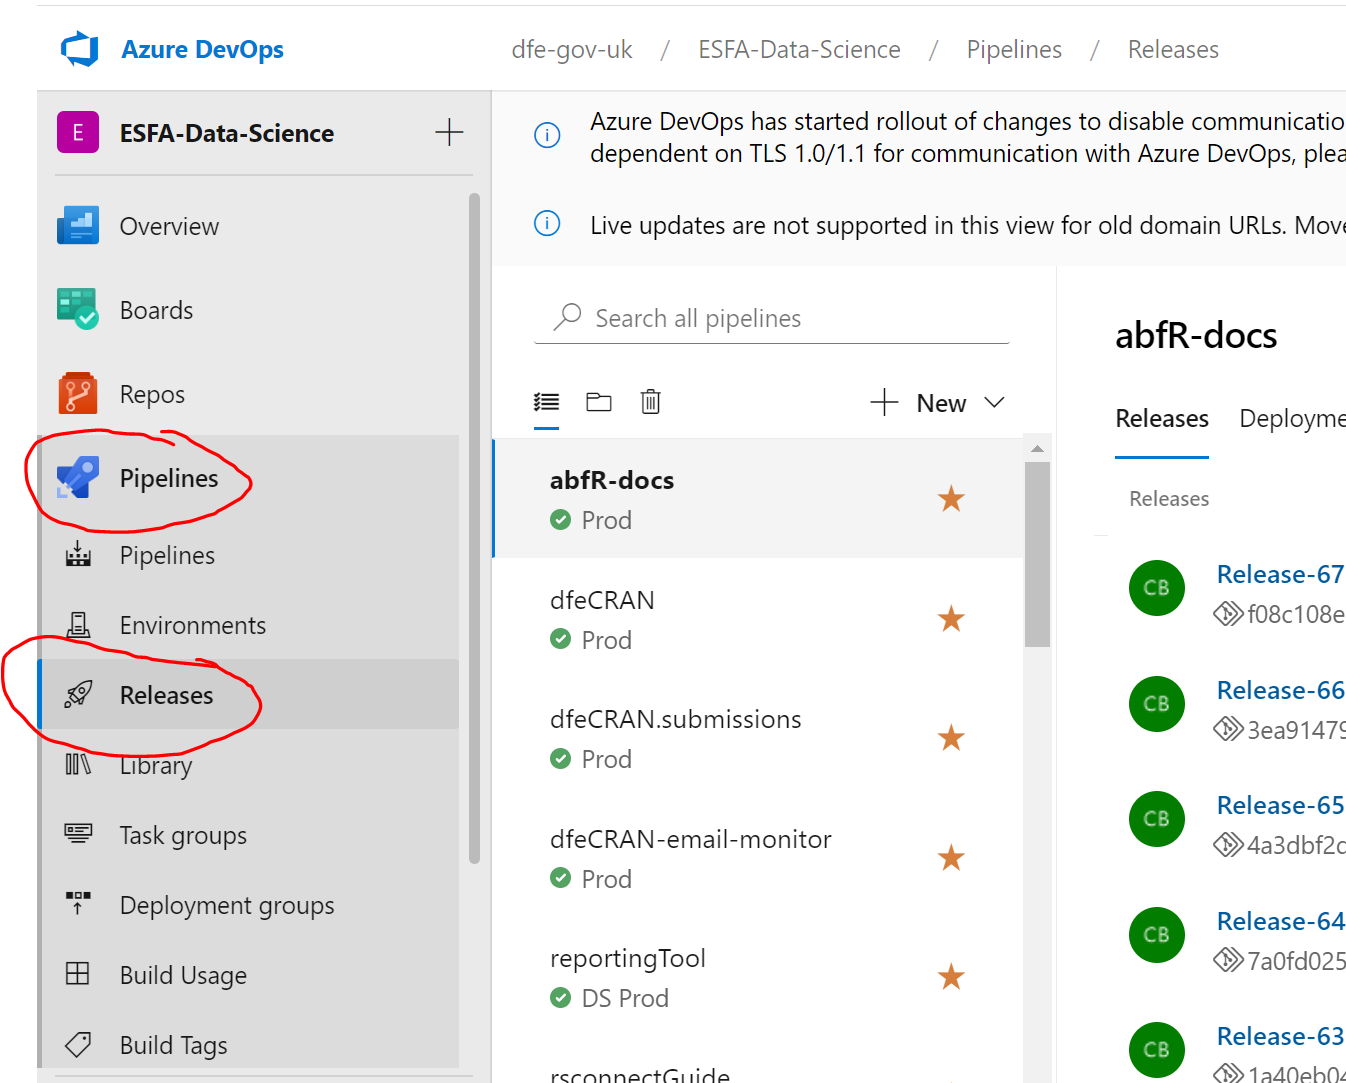 Azure DevOps
dfe-gov-uk / ESFA-Data-Science / Pipelines / Releases
E ESFA-Data-Science
Overview
Boards
Repos
Pipelines
Pipelines
Environments
Releases
Library
Task groups
Deployment groups
Build Usage
Build Tags
Azure DevOps has started rollout of changes to disable communicatio
dependent on TLS 1.0/1.1 for communication with Azure DevOps, plea
Live updates are not supported in this view for old domain URLs. Move
Search all pipelines
New
abfR-docs
Prod
dfeCRAN
Prod
dfeCRAN.submissions
Prod
dfeCRAN-email-monitor
Prod
reportingTool
DS Prod
rsconnectGuide
abfR-docs
Releases Deployme
Releases
CB Release-67
f08c108e
CB Release-66
3ea91479
CB Release-65
4a3dbf2c
CB Release-64
7a0fd025
CB Release-63
1a40eb04